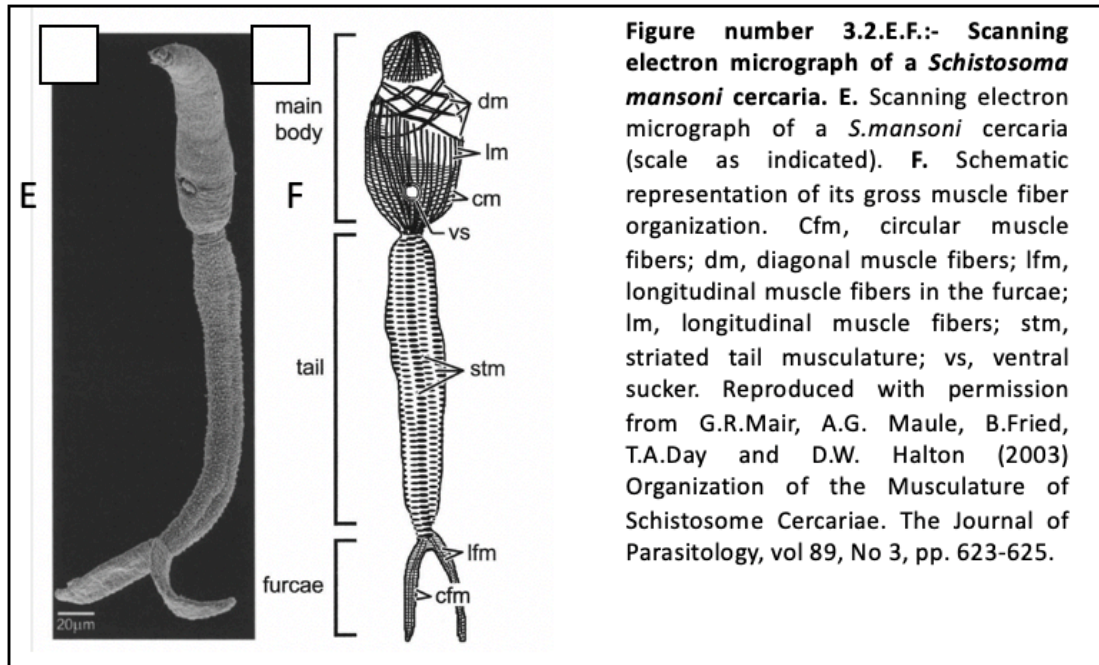 E
20µm
F
main
body
dm
lm
cm
vs
tail
stm
furcae
lfm
cfm
Figure number 3.2.E.F.:- Scanning
electron micrograph of a Schistosoma
mansoni cercaria. E. Scanning electron
micrograph of a S.mansoni cercaria
(scale as indicated). F. Schematic
representation of its gross muscle fiber
organization. Cfm, circular muscle
fibers; dm, diagonal muscle fibers; lfm,
longitudinal muscle fibers in the furcae;
lm, longitudinal muscle fibers; stm,
striated tail musculature; vs, ventral
sucker. Reproduced with permission
from G.R.Mair, A.G. Maule, B.Fried,
T.A.Day and D.W. Halton (2003)
Organization of the Musculature of
Schistosome Cercariae. The Journal of
Parasitology, vol 89, No 3, pp. 623-625.